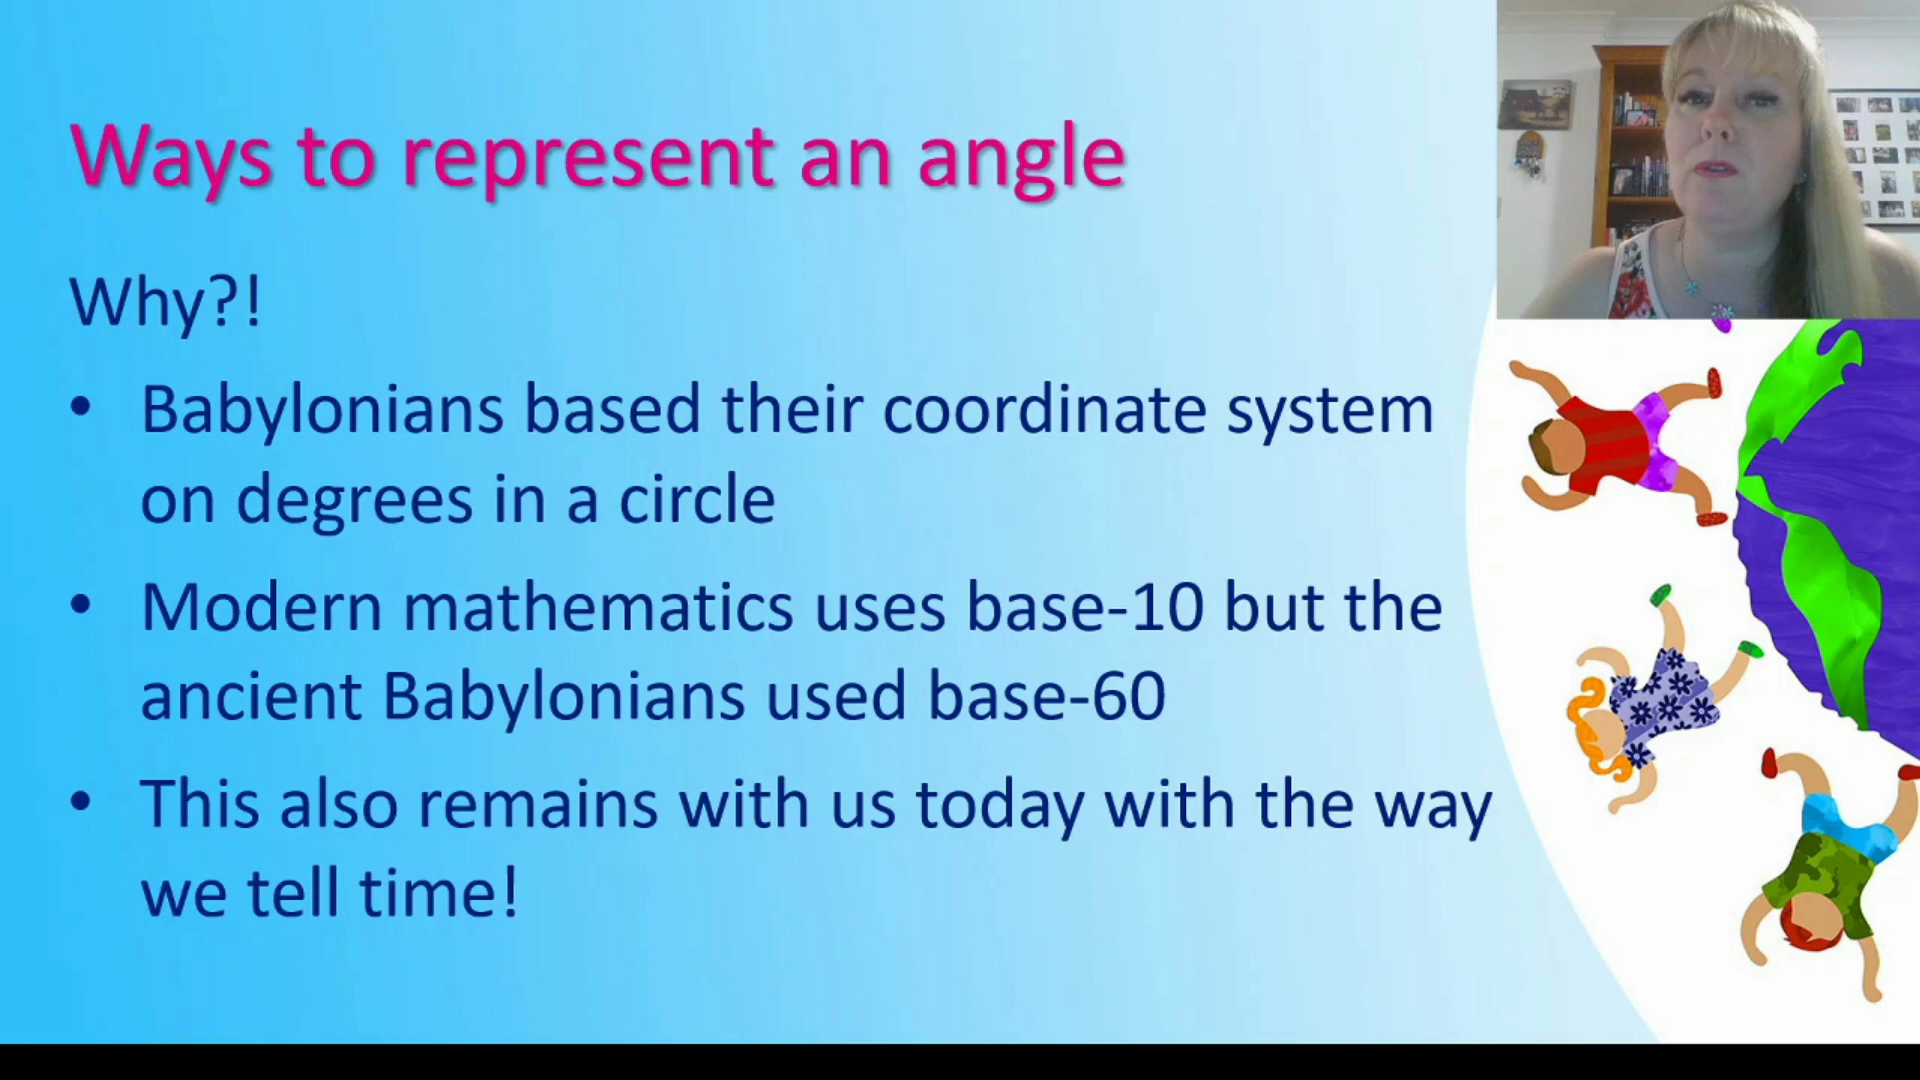 Ways to represent an angle
Why?!
• Babylonians based their coordinate system
on degrees in a circle
• Modern mathematics uses base-10 but the
ancient Babylonians used base-60
• This also remains with us today with the way
we tell time!